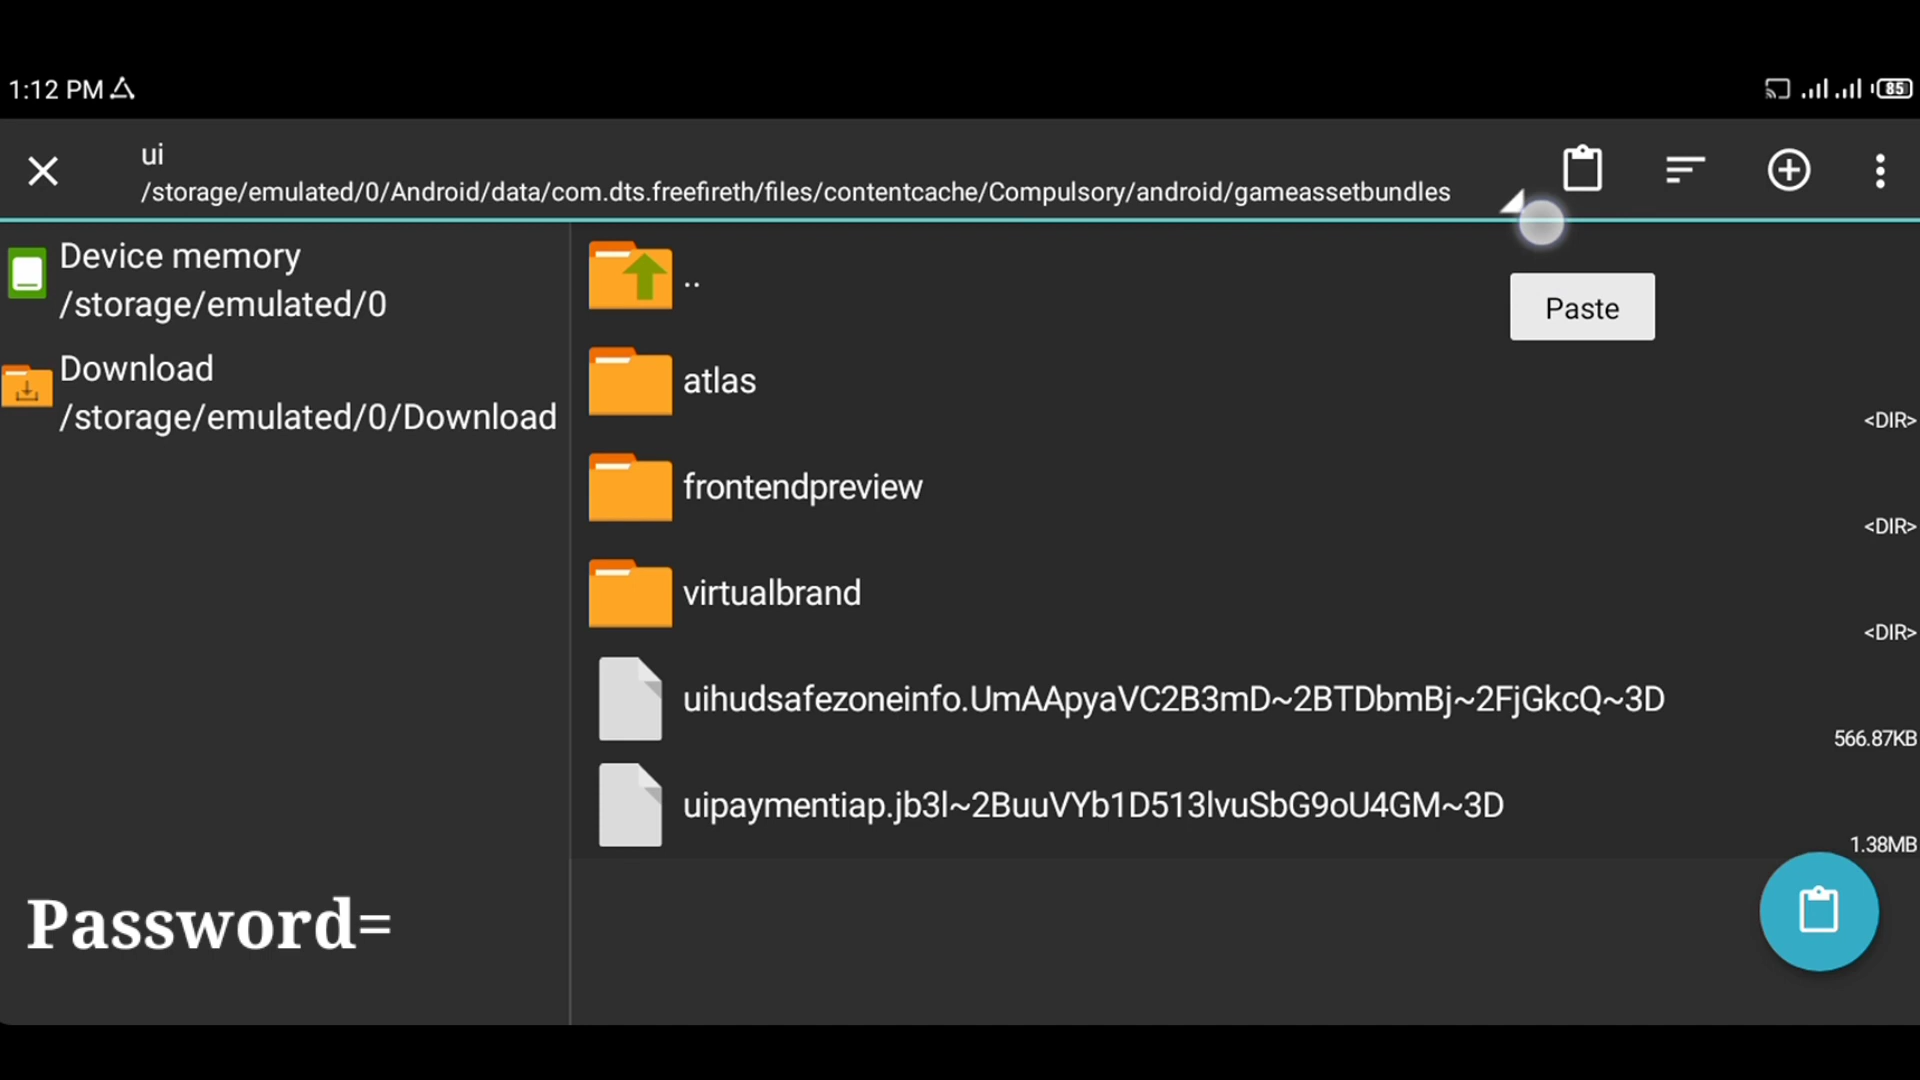 1:12 PM
85
ui
/storage/emulated/0/Android/data/com.dts.freefireth/files/contentcache/Compulsory/android/gameassetbundles
Device memory
/storage/emulated/0
Download
/storage/emulated/0/Download
..
Paste
atlas
<DIR>
frontendpreview
<DIR>
virtualbrand
<DIR>
uihudsafezoneinfo.UmAApyaVC2B3mD~2BTDbmBj~2FjGkcQ~3D
566.87KB
uipaymentiap.jb3l~2BuuVYb1D513lvuSbG9oU4GM~3D
1.38MB
Password=